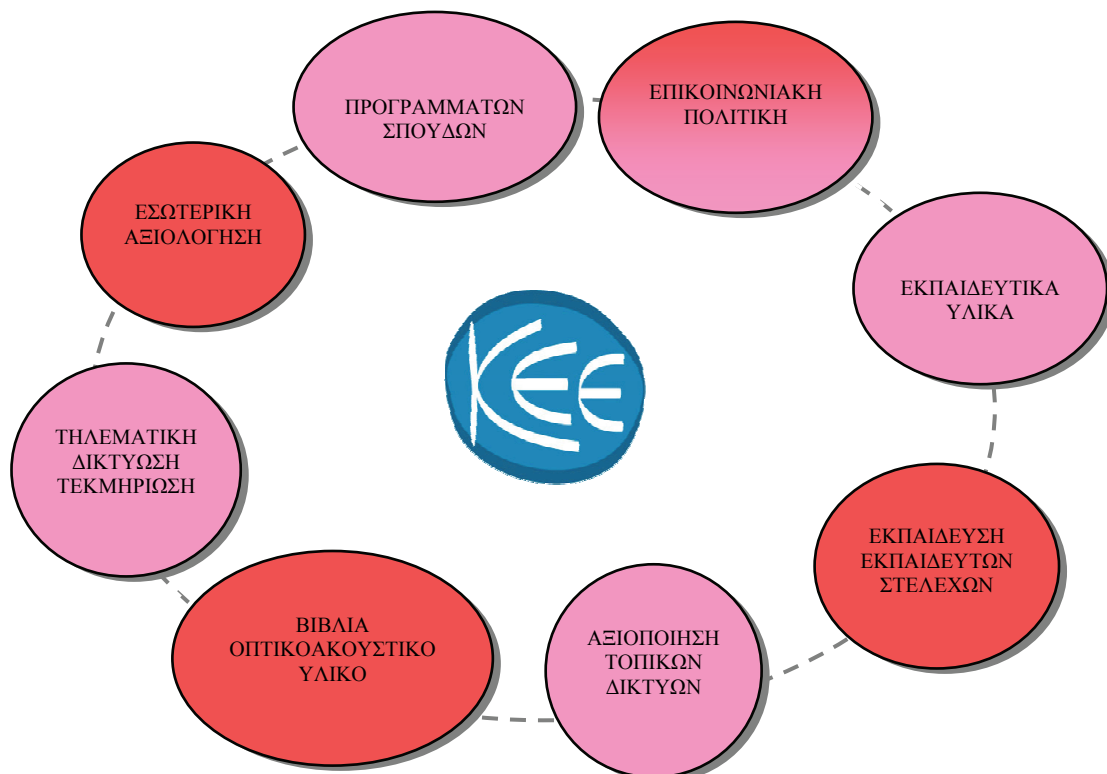 ΠΡΟΓΡΑΜΜΑΤΩΝ
ΣΠΟΥΔΩΝ
ΕΠΙΚΟΙΝΩΝΙΑΚΗ
ΠΟΛΙΤΙΚΗ
ΕΣΩΤΕΡΙΚΗ
ΑΞΙΟΛΟΓΗΣΗ
ΕΚΠΑΙΔΕΥΤΙΚΑ
ΥΛΙΚΑ
ΚΕΕ
ΤΗΛΕΜΑΤΙΚΗ
ΔΙΚΤΥΩΣΗ
ΤΕΚΜΗΡΙΩΣΗ
ΕΚΠΑΙΔΕΥΣΗ
ΕΚΠΑΙΔΕΥΤΩΝ
ΣΤΕΛΕΧΩΝ
ΒΙΒΛΙΑ
ΟΠΤΙΚΟΑΚΟΥΣΤΙΚΟ
ΥΛΙΚΟ
ΑΞΙΟΠΟΙΗΣΗ
ΤΟΠΙΚΩΝ
ΔΙΚΤΥΩΝ